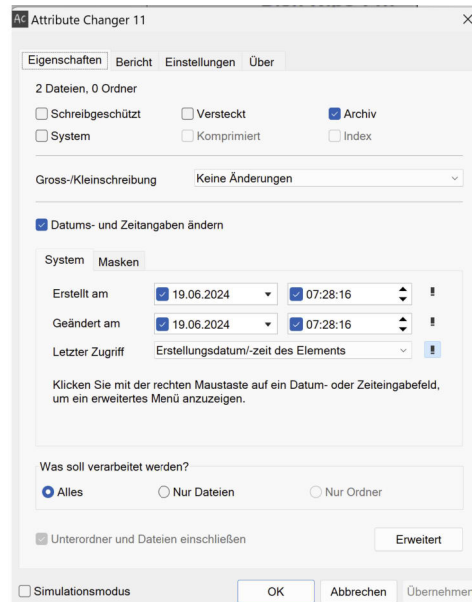 Ac Attribute Changer 11
Eigenschaften Bericht Einstellungen Über
2 Dateien, 0 Ordner
Schreibgeschützt Versteckt Archiv
System Komprimiert Index
Gross-/Kleinschreibung Keine Änderungen
Datums- und Zeitangaben ändern
System Masken
Erstellt am 19.06.2024 07:28:16
Geändert am 19.06.2024 07:28:16
Letzter Zugriff Erstellungsdatum/-zeit des Elements
Klicken Sie mit der rechten Maustaste auf ein Datum- oder Zeiteingabefeld,
um ein erweitertes Menü anzuzeigen.
Was soll verarbeitet werden?
Alles Nur Dateien Nur Ordner
Unterordner und Dateien einschließen Erweitert
Simulationsmodus OK Abbrechen Übernehmen